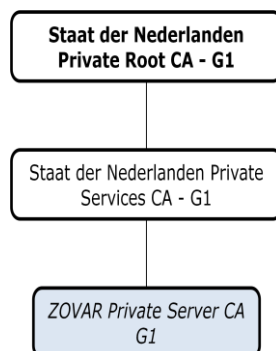 Staat der Nederlanden
Private Root CA - G1
Staat der Nederlanden Private
Services CA - G1
ZOVAR Private Server CA
G1